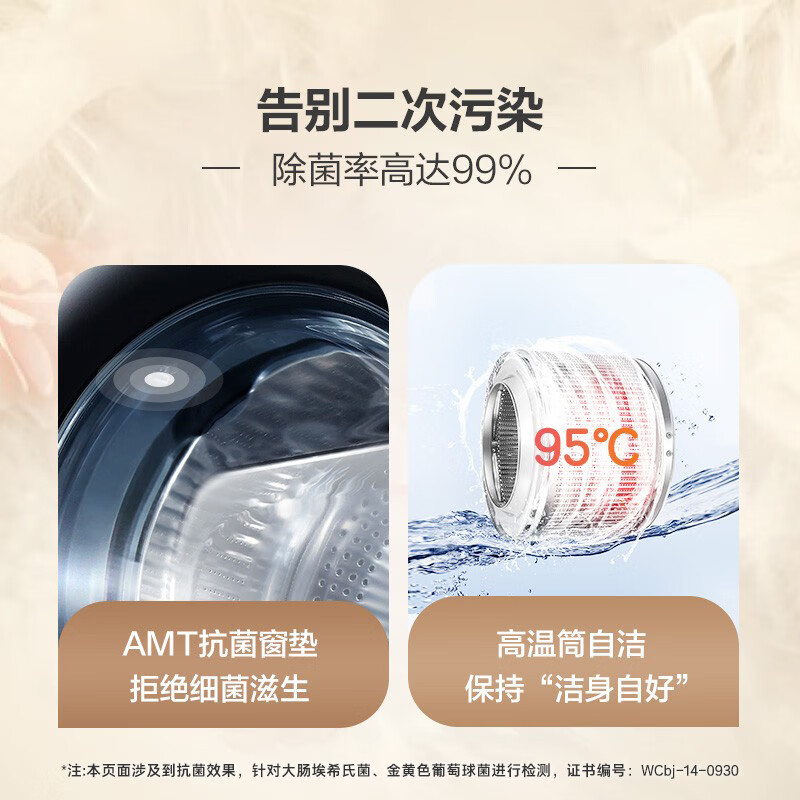 告别二次污染
除菌率高达99%
95℃
AMT抗菌窗垫
拒绝细菌滋生
高温筒自洁
保持“洁身自好”
*注:本页面涉及到抗菌效果，针对大肠埃希氏菌、金黄色葡萄球菌进行检测，证书编号：WCbj-14-0930